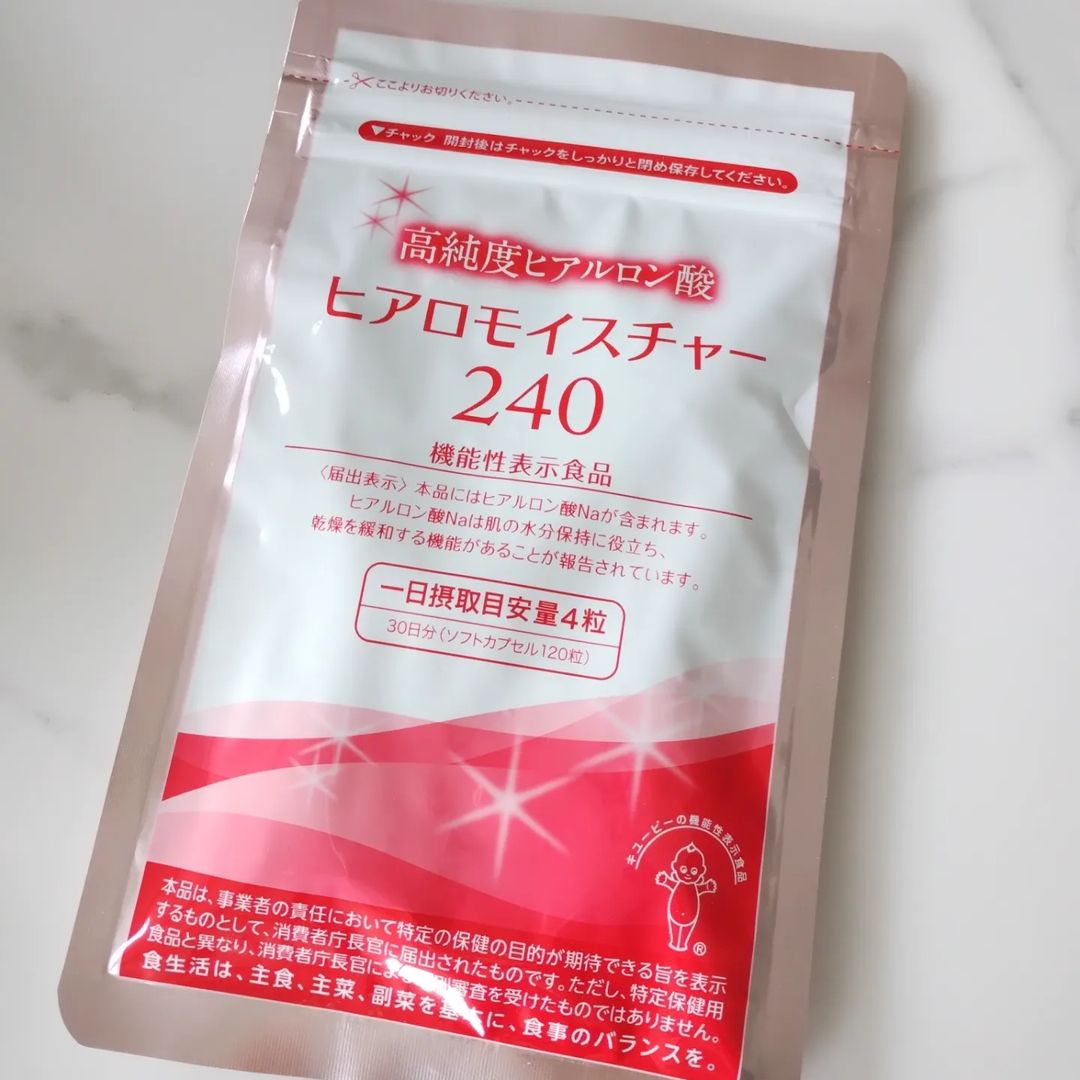 ここよりお切りください。
▼チャック 開封後はチャックをしっかりと閉め保存してください。
高純度ヒアルロン酸
ヒアロモイスチャー
240
機能性表示食品
〈届出表示〉本品にはヒアルロン酸Naが含まれます。
ヒアルロン酸Naは肌の水分保持に役立ち、
乾燥を緩和する機能があることが報告されています。
一日摂取目安量4粒
30日分(ソフトカプセル120粒)
キユーピーの機能性表示食品
®
本品は、事業者の責任において特定の保健の目的が期待できる旨を表示
するものとして、消費者庁長官に届出されたものです。ただし、特定保健用
食品と異なり、消費者庁長官によ 別審査を受けたものではありません。
食生活は、主食、主菜、副菜を基 に、食事のバランスを。